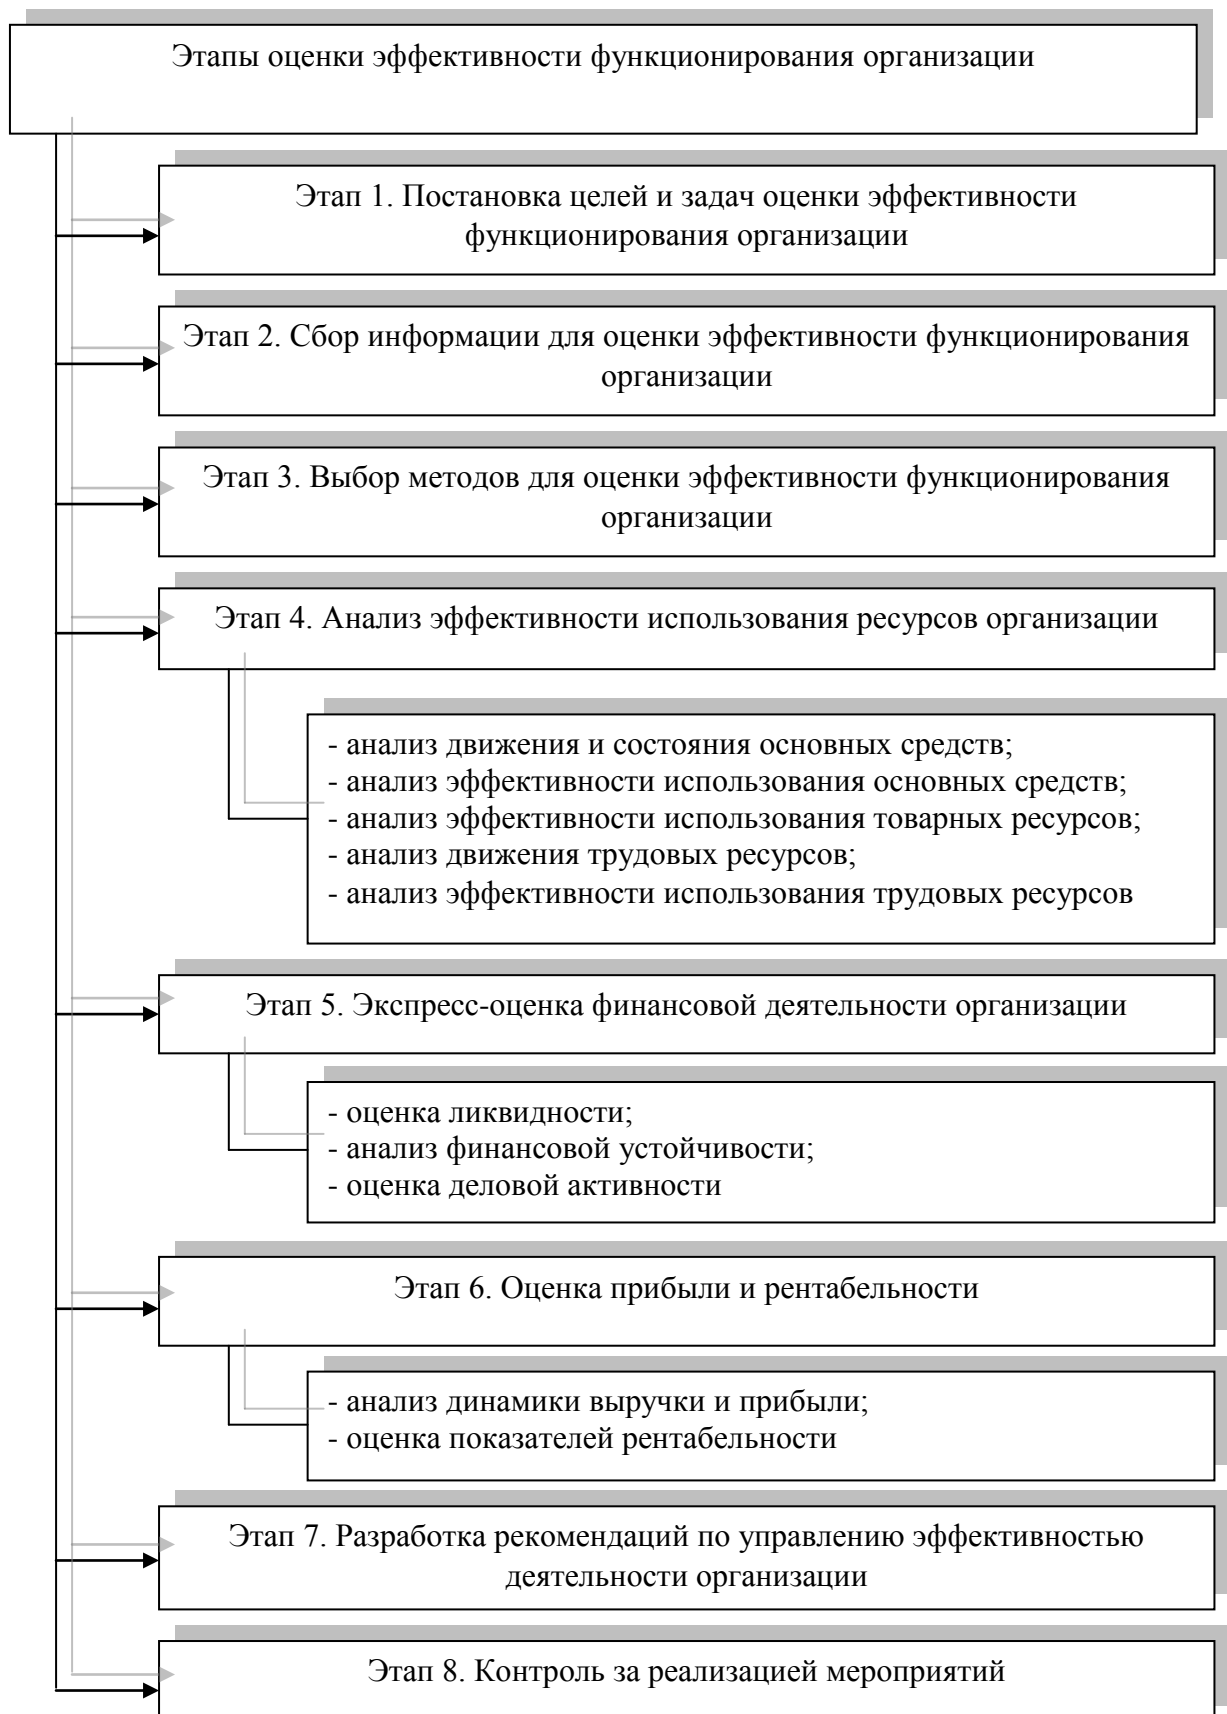 Этапы оценки эффективности функционирования организации
Этап 1. Постановка целей и задач оценки эффективности
функционирования организации
Этап 2. Сбор информации для оценки эффективности функционирования
организации
Этап 3. Выбор методов для оценки эффективности функционирования
организации
Этап 4. Анализ эффективности использования ресурсов организации
- анализ движения и состояния основных средств;
- анализ эффективности использования основных средств;
- анализ эффективности использования товарных ресурсов;
- анализ движения трудовых ресурсов;
- анализ эффективности использования трудовых ресурсов
Этап 5. Экспресс-оценка финансовой деятельности организации
- оценка ликвидности;
- анализ финансовой устойчивости;
- оценка деловой активности
Этап 6. Оценка прибыли и рентабельности
- анализ динамики выручки и прибыли;
- оценка показателей рентабельности
Этап 7. Разработка рекомендаций по управлению эффективностью
деятельности организации
Этап 8. Контроль за реализацией мероприятий